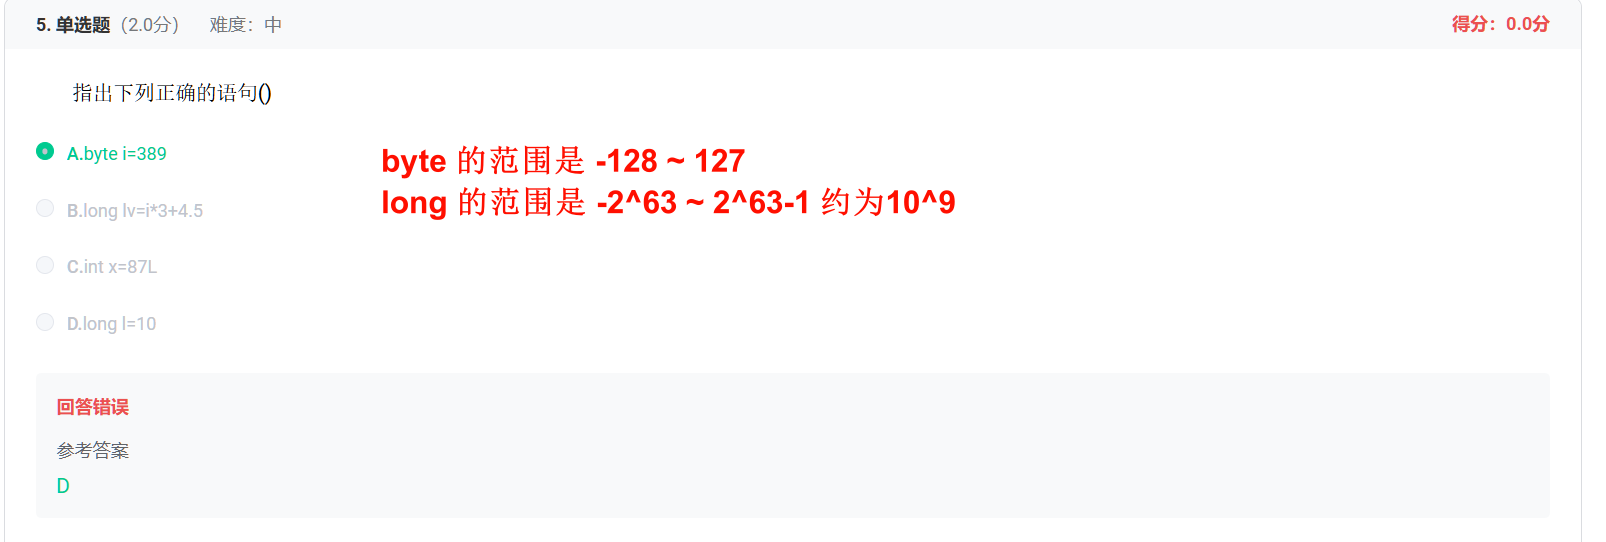 5. 单选题（2.0分） 难度：中 得分：0.0分
指出下列正确的语句()
A.byte i=389
byte 的范围是 -128 ~ 127
B.long lv=i*3+4.5
long 的范围是 -2^63 ~ 2^63-1 约为10^9
C.int x=87L
D.long l=10
回答错误
参考答案
D